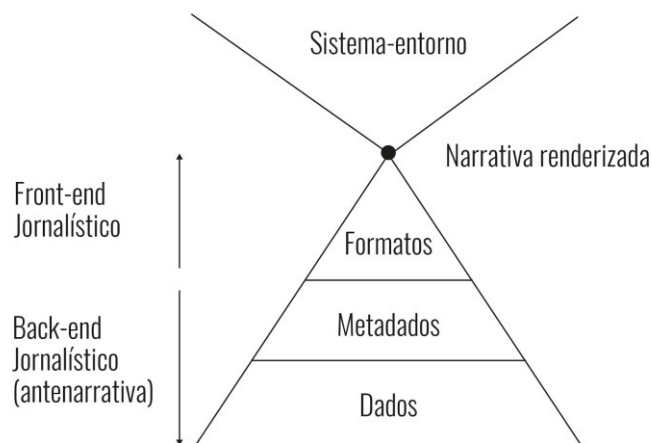 Sistema-entorno
Narrativa renderizada
Front-end
Jornalístico
Formatos
Back-end
Jornalístico
(antenarrativa)
Metadados
Dados